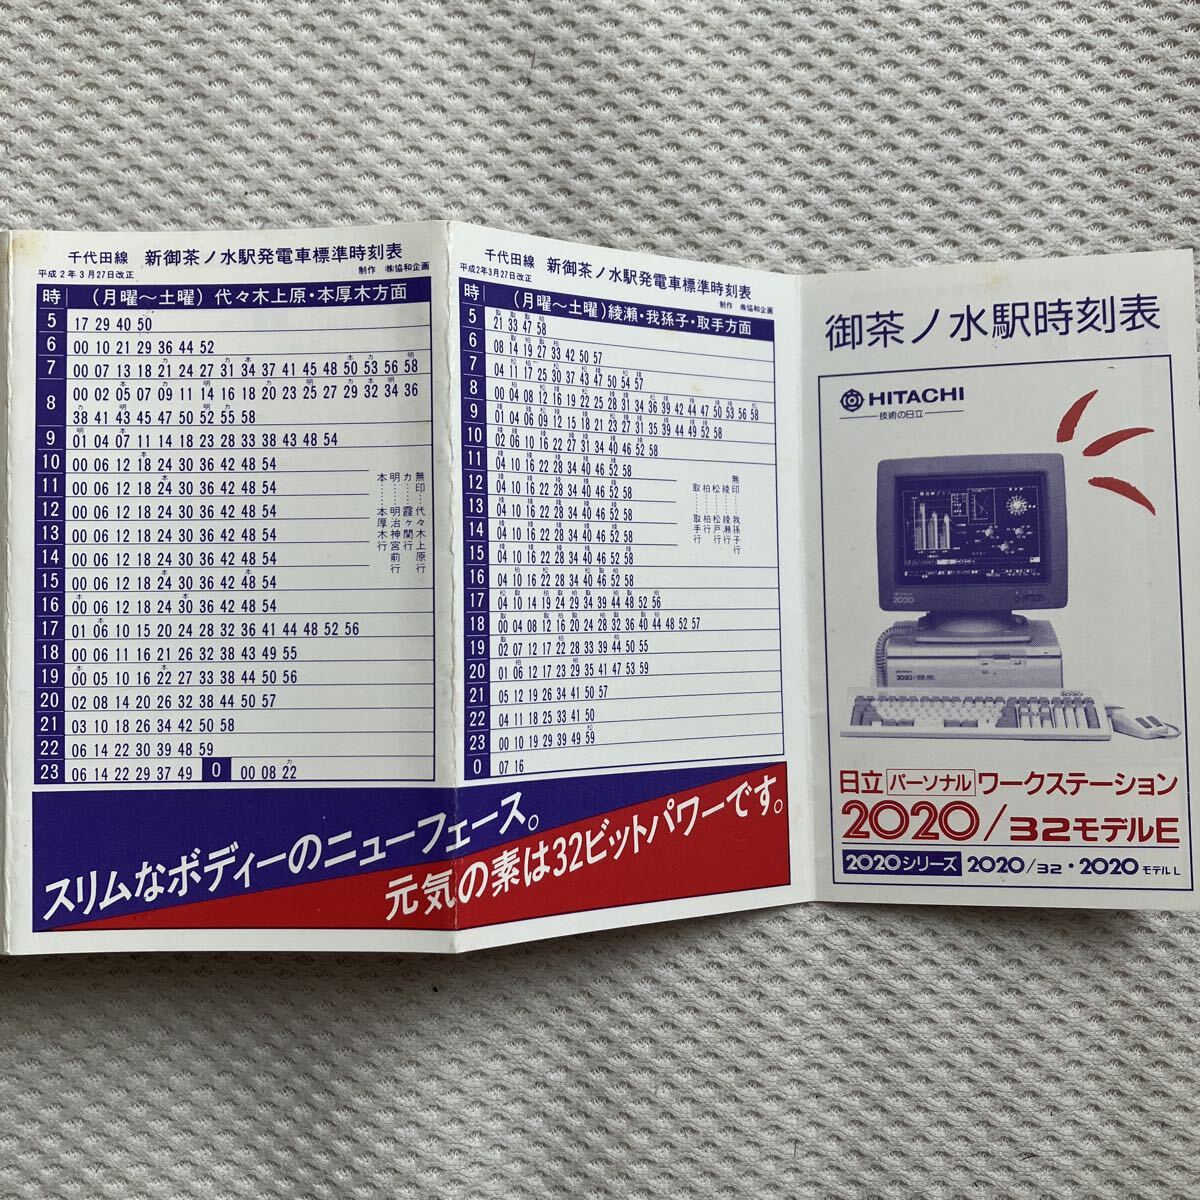 千代田線 新御茶ノ水駅発電車標準時刻表
平成2年3月27日改正 制作 ㈱協和企画
時 (月曜～土曜) 代々木上原・本厚木方面
5 17 29 40 50
6 00 10 21 29 36 44 52
7 00 07 13 18 21 24 27 31 34 37 41 45 48 50 53 56 58
8 00 02 05 07 09 11 14 16 18 20 23 25 27 29 32 34 36
38 41 43 45 47 50 52 55 58
9 01 04 07 11 14 18 23 28 33 38 43 48 54
10 00 06 12 18 24 30 36 42 48 54
11 00 06 12 18 24 30 36 42 48 54
12 00 06 12 18 24 30 36 42 48 54
13 00 06 12 18 24 30 36 42 48 54
14 00 06 12 18 24 30 36 42 48 54
15 00 06 12 18 24 30 36 42 48 54
16 00 06 12 18 24 30 36 42 48 54
17 01 06 10 15 20 24 28 32 36 41 44 48 52 56
18 00 06 11 16 21 26 32 38 43 49 55
19 00 05 10 16 22 27 33 38 44 50 56
20 02 08 14 20 26 32 38 44 50 57
21 03 10 18 26 34 42 50 58
22 06 14 22 30 39 48 59
23 06 14 22 29 37 49 0 00 08 22
無印…代々木上原行
カ…霞ヶ関行
明…明治神宮前行
本…本厚木行
千代田線 新御茶ノ水駅発電車標準時刻表
平成2年3月27日改正 制作 ㈱協和企画
時 (月曜～土曜)綾瀬・我孫子・取手方面
5 21 33 47 58
6 08 14 19 27 33 42 50 57
7 04 11 17 25 30 37 43 47 50 54 57
8 00 04 08 12 16 19 22 25 28 31 34 36 39 42 44 47 50 53 56 58
9 01 04 06 09 12 15 18 21 23 27 31 35 39 44 49 52 58
10 02 06 10 16 22 27 31 34 40 46 52 58
11 04 10 16 22 28 34 40 46 52 58
12 04 10 16 22 28 34 40 46 52 58
13 04 10 16 22 28 34 40 46 52 58
14 04 10 16 22 28 34 40 46 52 58
15 04 10 16 22 28 34 40 46 52 58
16 04 10 16 22 28 34 40 46 52 58
17 04 10 14 19 24 29 34 39 44 48 52 56
18 00 04 08 12 16 20 24 28 32 36 40 44 48 52 57
19 02 07 12 17 22 28 33 39 44 50 55
20 01 06 12 17 23 29 35 41 47 53 59
21 05 12 19 26 34 41 50 57
22 04 11 18 25 33 41 50
23 00 10 19 29 39 49 59
0 07 16
無印…我孫子行
綾…綾瀬行
松…松戸行
柏…柏行
取…取手行
スリムなボディーのニューフェース。
元気の素は32ビットパワーです。
御茶ノ水駅時刻表
HITACHI
技術の日立
2020
日立 パーソナル ワークステーション
2020/32モデルE
2020シリーズ 2020/32・2020モデルL